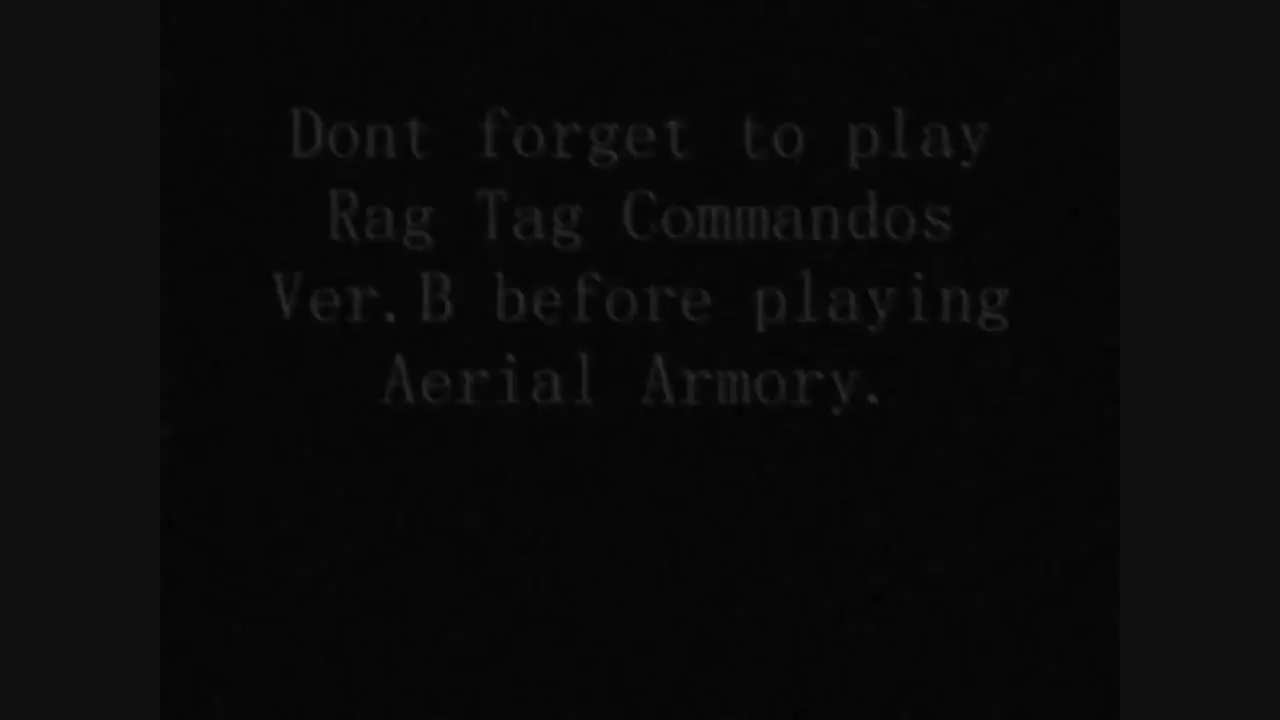 Dont forget to play
Rag Tag Commandos
Ver.B before playing
Aerial Armory.